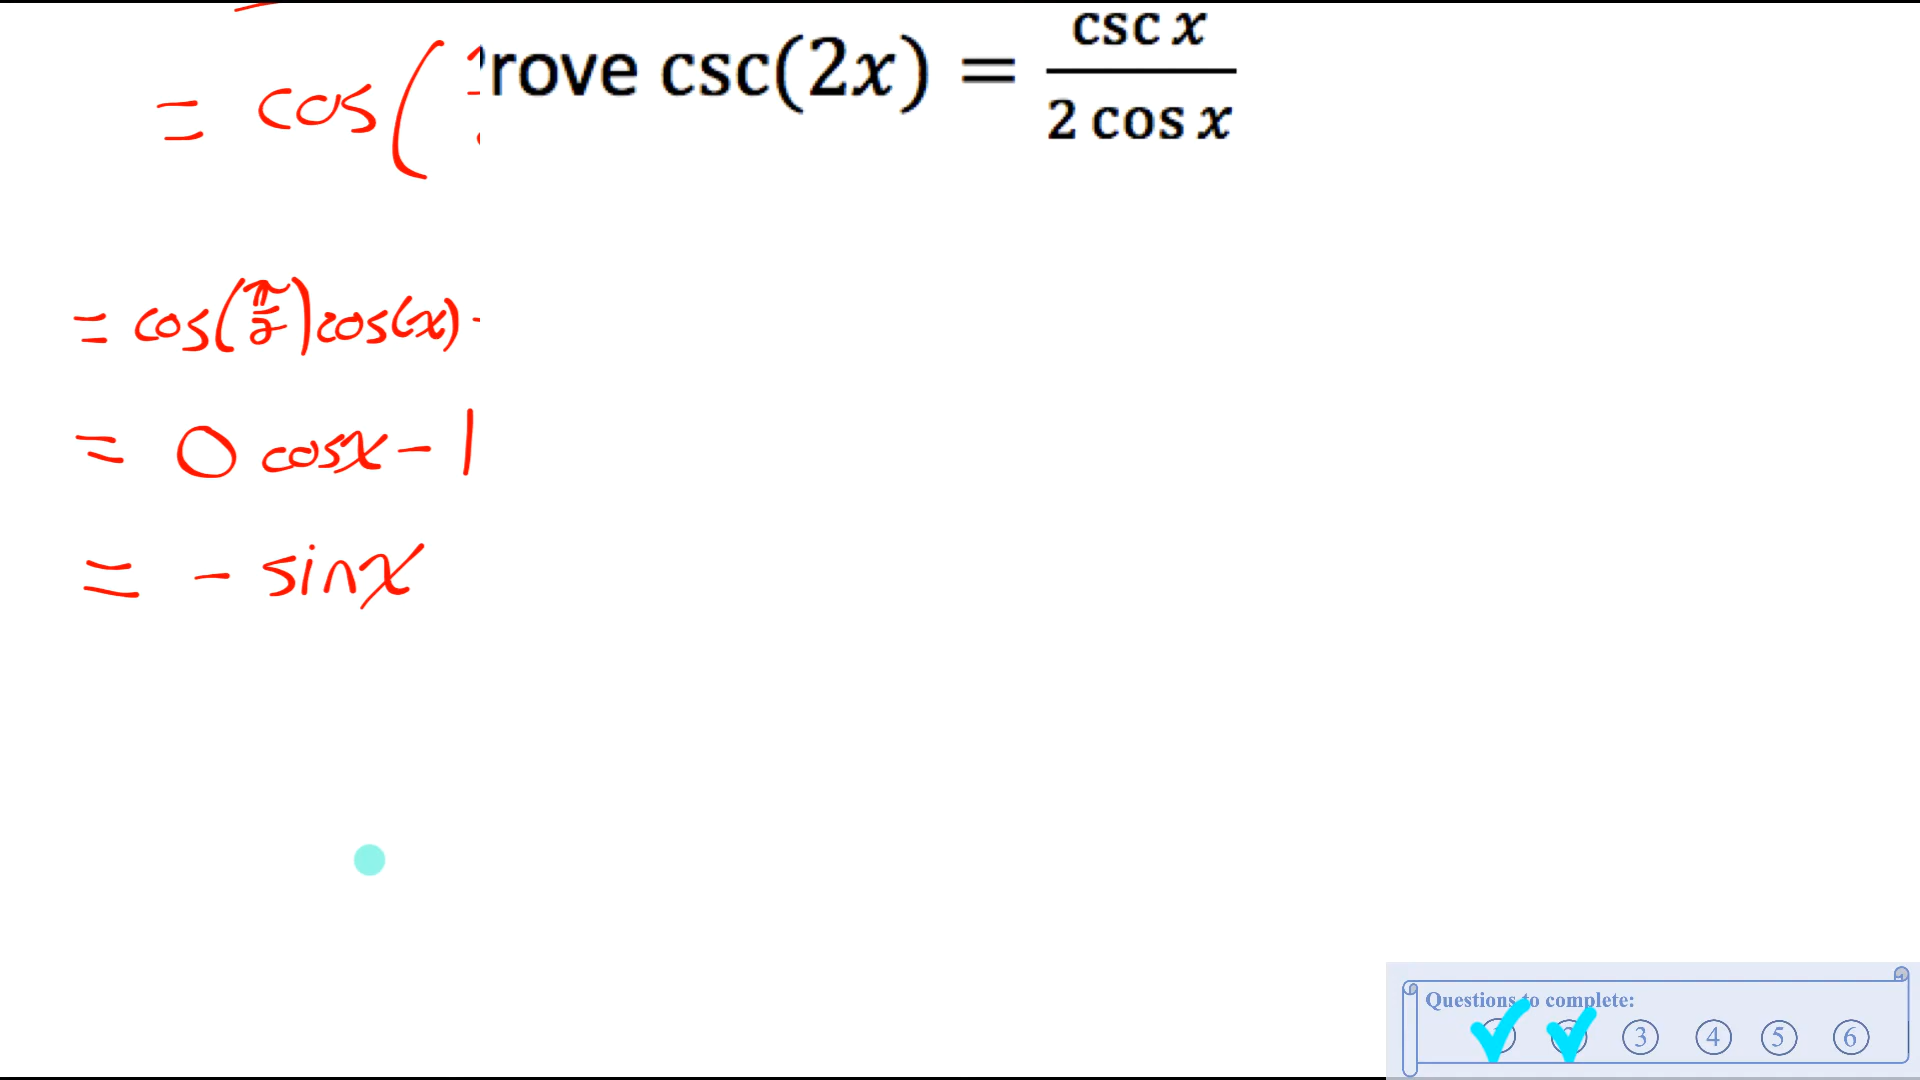 rove csc(2x) = csc x / 2 cos x
= cos(
= cos(π/2)cos(x) -
= 0 cosx - 1
= - sinx
Questions to complete:
3 4 5 6